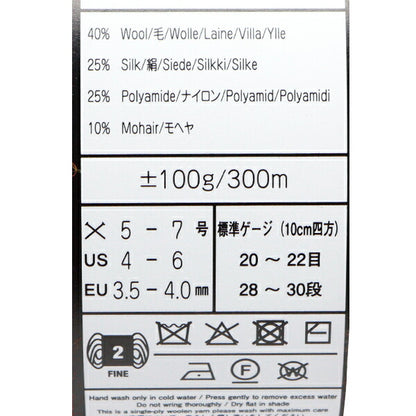 40% Wool/毛/Wolle/Laine/Villa/Ylle
25% Silk/絹/Siede/Silkki/Silke
25% Polyamide/ナイロン/Polyamid/Polyamidi
10% Mohair/モヘヤ
±100g/300m
5 - 7 号
US 4 - 6
EU 3.5 - 4.0 mm
標準ゲージ (10cm四方)
20 ~ 22目
28 ~ 30段
2
FINE
F
Hand wash only in cold water / Press gently to remove excess water
Do not wring thoroughly / Dry flat in shade
This is a single-ply woolen yarn please wash with maximum care